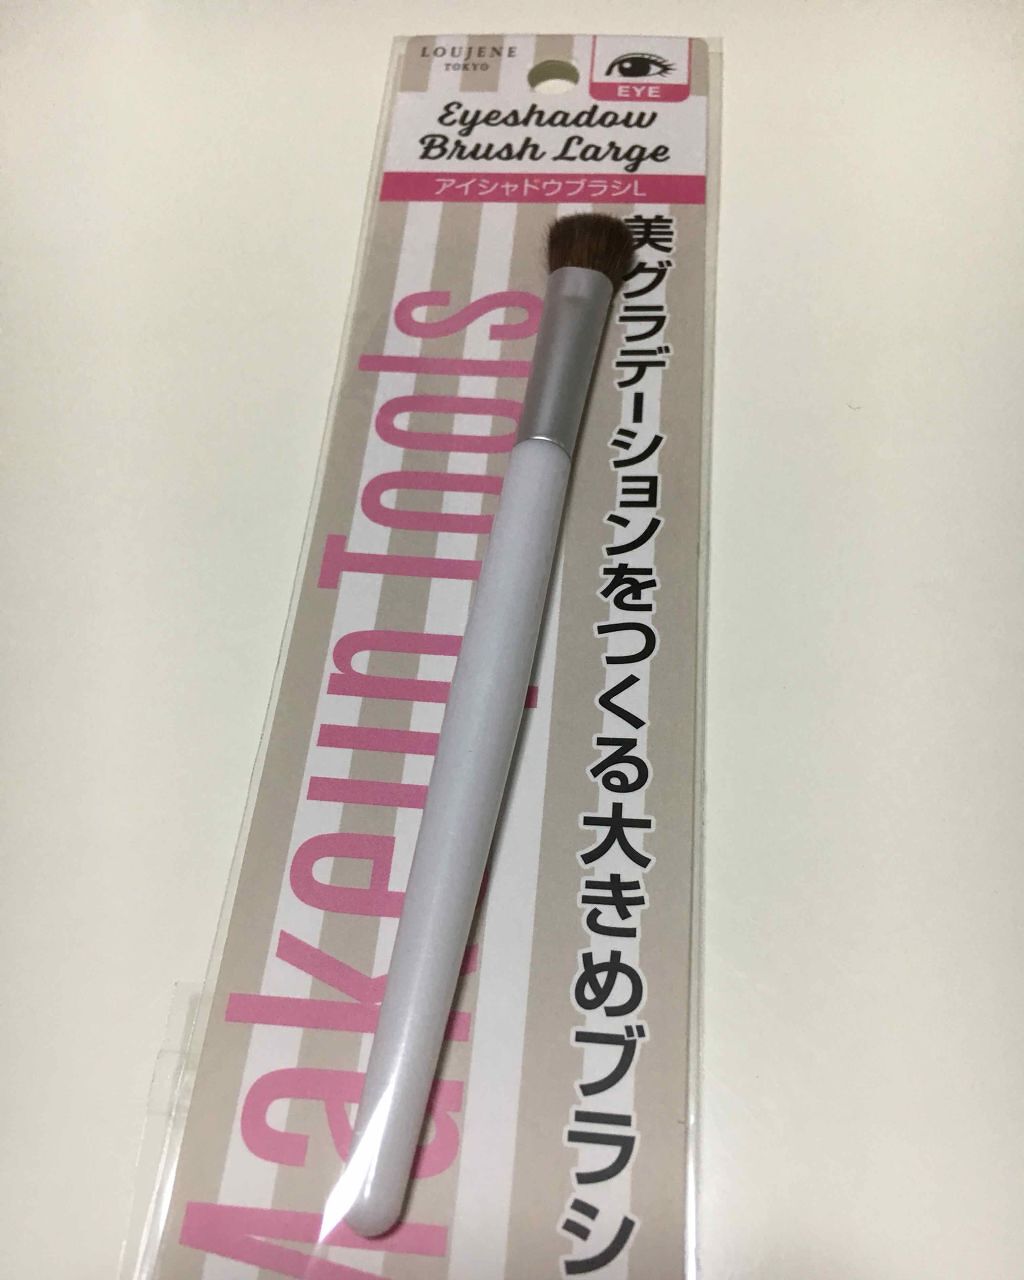 LOUJENE
TOKYO
EYE
Eyeshadow
Brush Large
アイシャドウブラシL
美グラデーションをつくる大きめブラシ
Makeup Tools